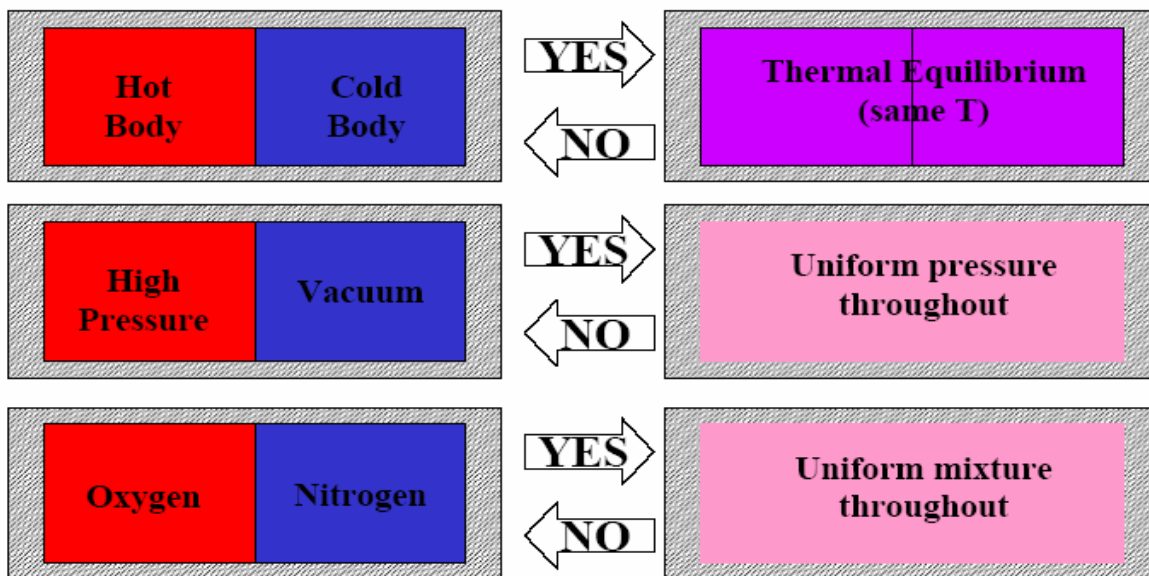 Hot
Body
Cold
Body
YES
NO
Thermal Equilibrium
(same T)
High
Pressure
Vacuum
YES
NO
Uniform pressure
throughout
Oxygen
Nitrogen
YES
NO
Uniform mixture
throughout